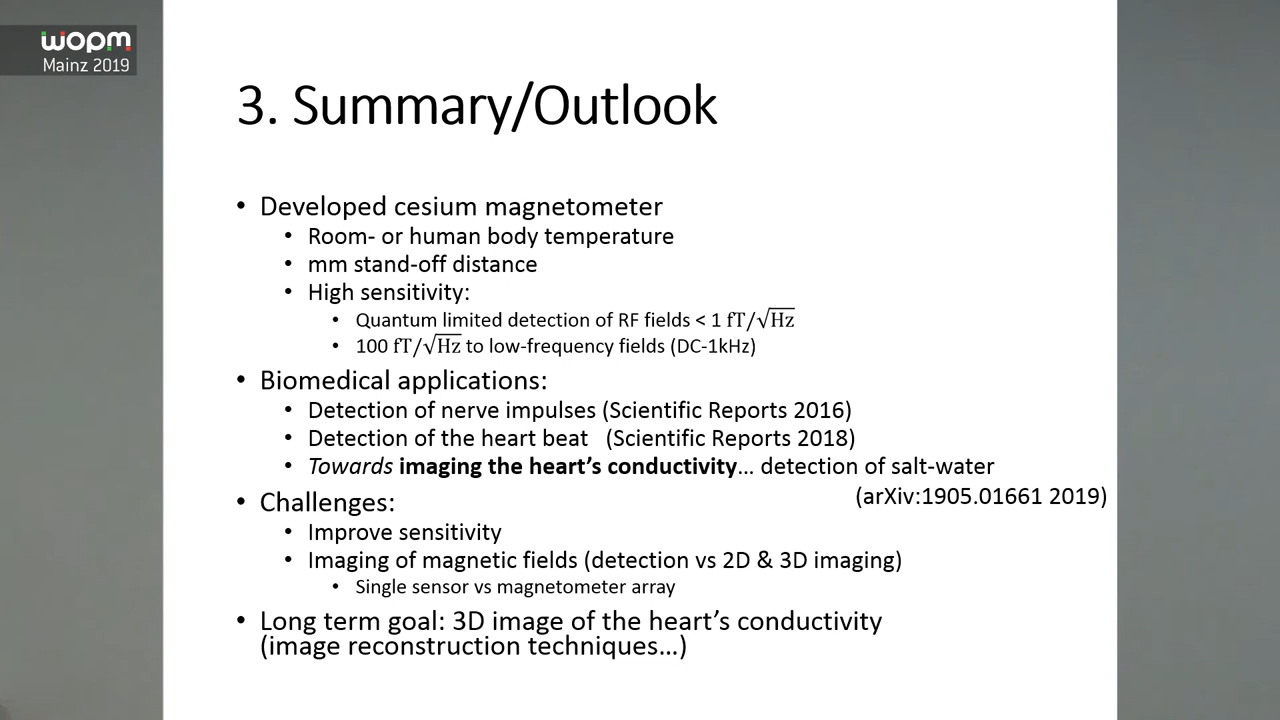 wopm
Mainz 2019
3. Summary/Outlook
• Developed cesium magnetometer
• Room- or human body temperature
• mm stand-off distance
• High sensitivity:
• Quantum limited detection of RF fields < 1 fT/√Hz
• 100 fT/√Hz to low-frequency fields (DC-1kHz)
• Biomedical applications:
• Detection of nerve impulses (Scientific Reports 2016)
• Detection of the heart beat (Scientific Reports 2018)
• Towards imaging the heart’s conductivity… detection of salt-water
(arXiv:1905.01661 2019)
• Challenges:
• Improve sensitivity
• Imaging of magnetic fields (detection vs 2D & 3D imaging)
• Single sensor vs magnetometer array
• Long term goal: 3D image of the heart’s conductivity
(image reconstruction techniques…)